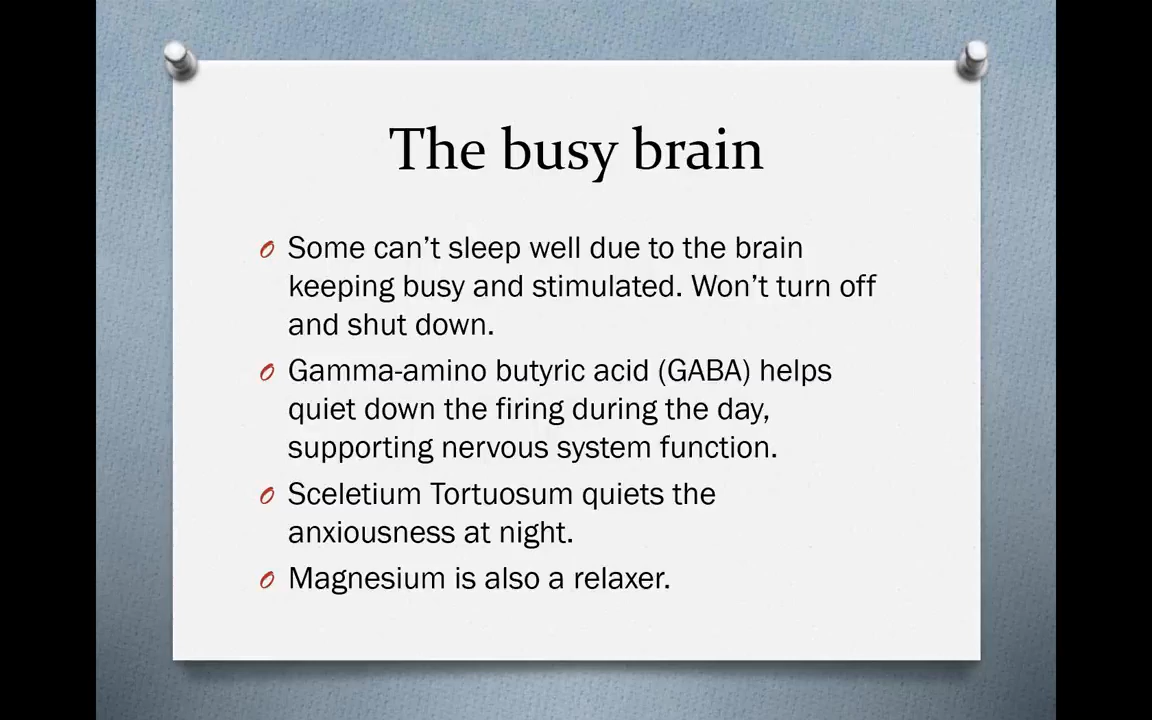 The busy brain
Some can't sleep well due to the brain
keeping busy and stimulated. Won't turn off
and shut down.
Gamma-amino butyric acid (GABA) helps
quiet down the firing during the day,
supporting nervous system function.
Sceletium Tortuosum quiets the
anxiousness at night.
Magnesium is also a relaxer.